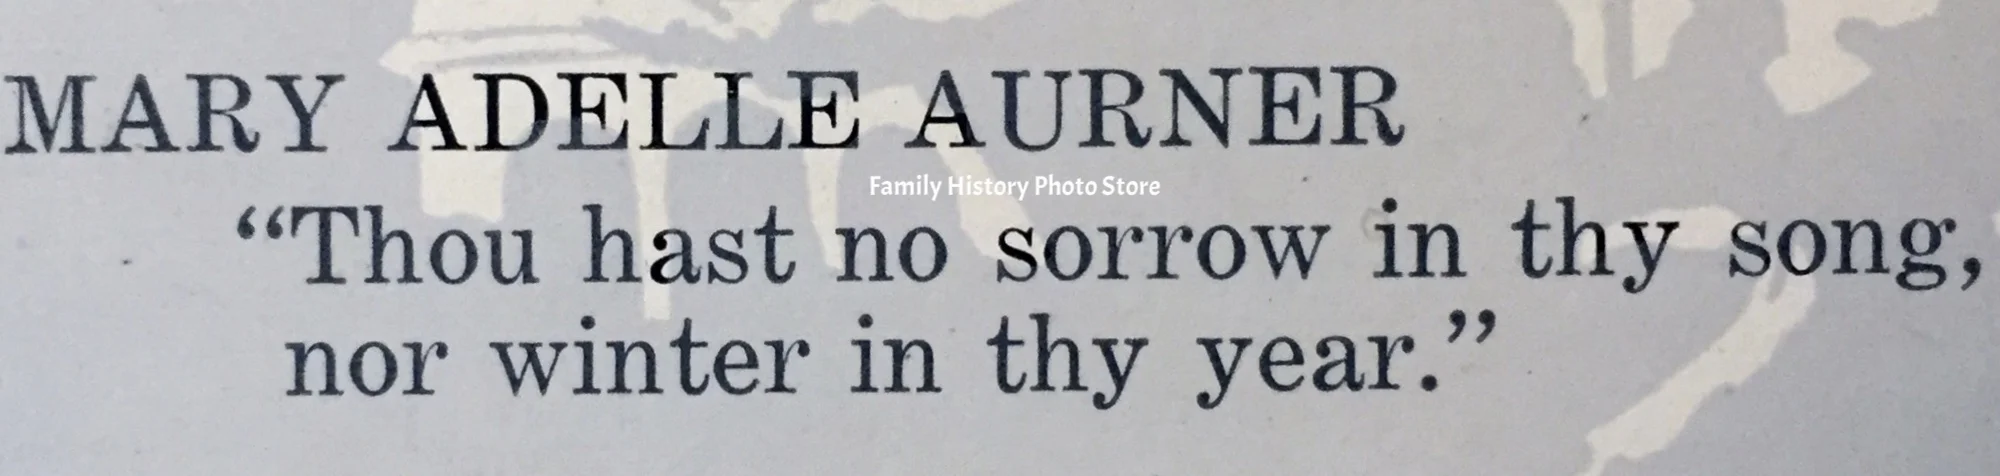 MARY ADELLE AURNER
Family History Photo Store
“Thou hast no sorrow in thy song,
nor winter in thy year.”